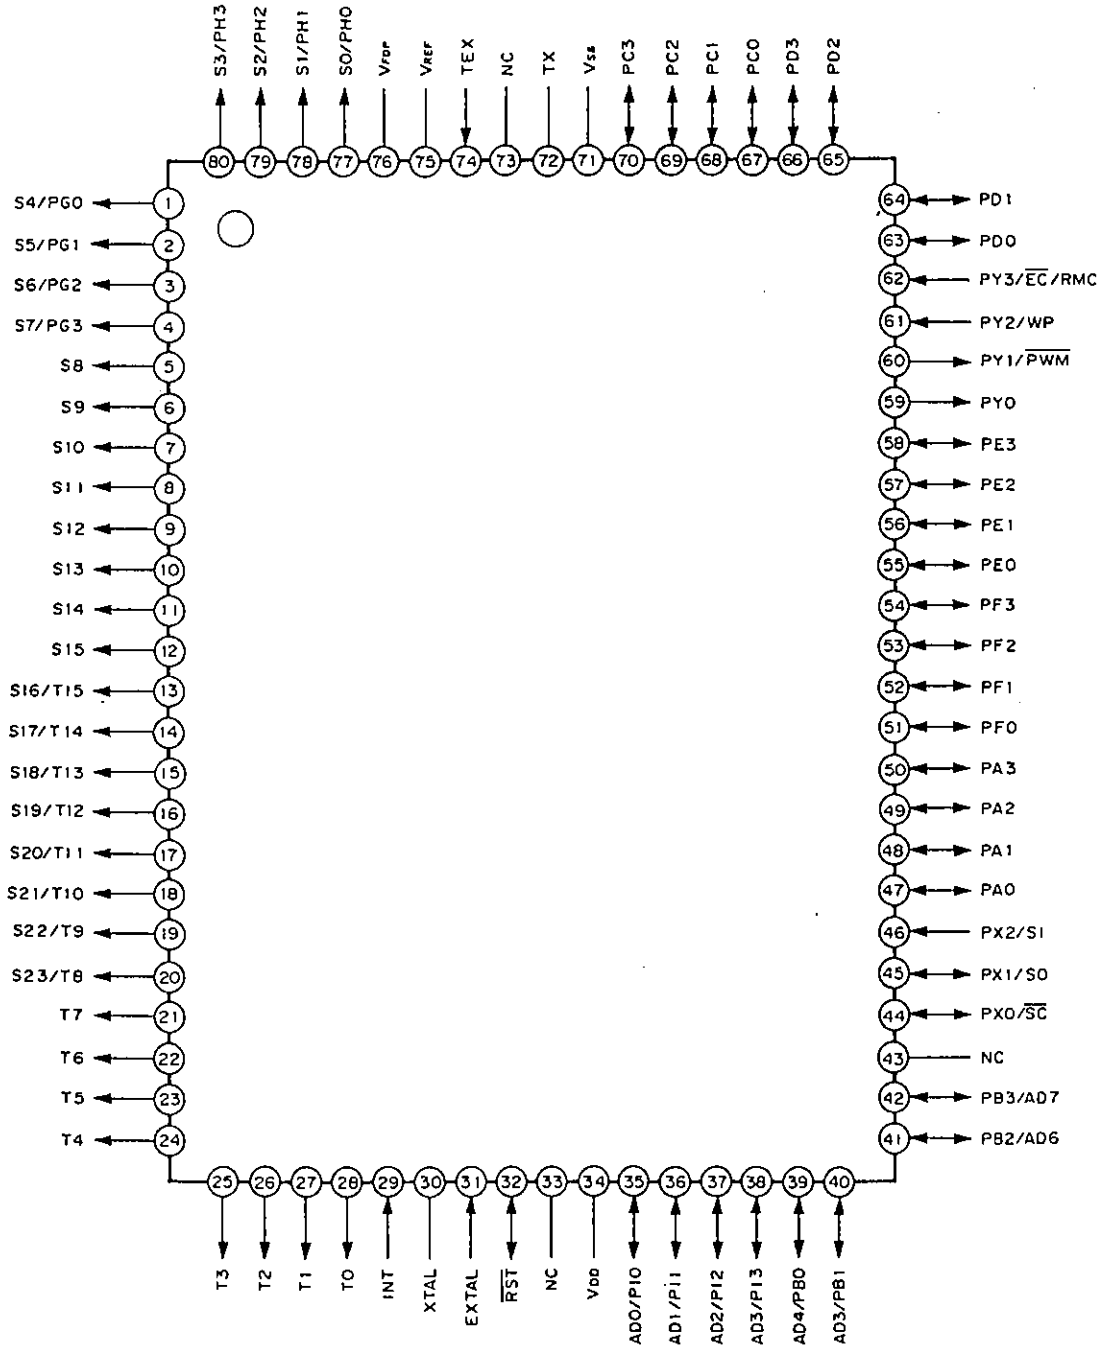 S3/PH3
S2/PH2
S1/PH1
S0/PH0
VFDP
VREF
TEX
NC
TX
VSS
PC3
PC2
PC1
PC0
PD3
PD2
80
79
78
77
76
75
74
73
72
71
70
69
68
67
66
65
S4/PG0 1
S5/PG1 2
S6/PG2 3
S7/PG3 4
S8 5
S9 6
S10 7
S11 8
S12 9
S13 10
S14 11
S15 12
S16/T15 13
S17/T14 14
S18/T13 15
S19/T12 16
S20/T11 17
S21/T10 18
S22/T9 19
S23/T8 20
T7 21
T6 22
T5 23
T4 24
64 PD1
63 PD0
62 PY3/EC/RMC
61 PY2/WP
60 PY1/PWM
59 PY0
58 PE3
57 PE2
56 PE1
55 PE0
54 PF3
53 PF2
52 PF1
51 PF0
50 PA3
49 PA2
48 PA1
47 PA0
46 PX2/SI
45 PX1/SO
44 PX0/SC
43 NC
42 PB3/AD7
41 PB2/AD6
25
26
27
28
29
30
31
32
33
34
35
36
37
38
39
40
T3
T2
T1
T0
INT
XTAL
EXTAL
RST
NC
VDD
AD0/PI0
AD1/PI1
AD2/PI2
AD3/PI3
AD4/PB0
AD3/PB1